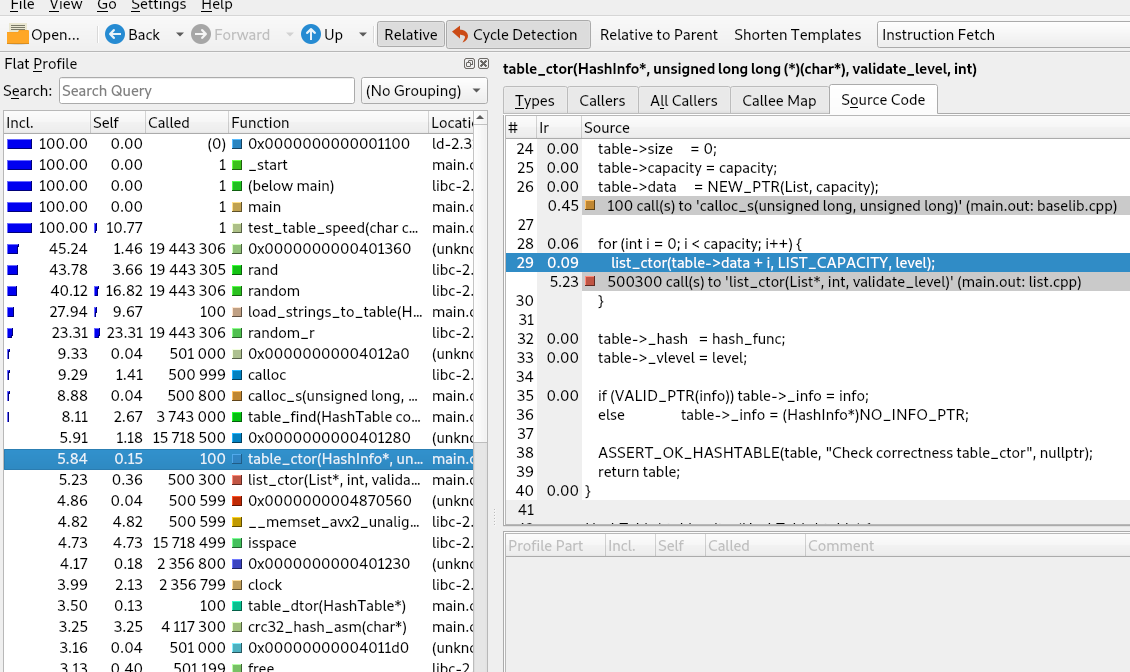 File View Go Settings Help
Open... Back Forward Up Relative Cycle Detection Relative to Parent Shorten Templates Instruction Fetch
Flat Profile
Search: Search Query (No Grouping)
Incl. Self Called Function Locatio
100.00 0.00 (0) 0x0000000000001100 ld-2.3
100.00 0.00 1 _start main.o
100.00 0.00 1 (below main) libc-2.
100.00 0.00 1 main main.o
100.00 10.77 1 test_table_speed(char c... main.o
45.24 1.46 19 443 306 0x0000000000401360 (unkno
43.78 3.66 19 443 305 rand libc-2.
40.12 16.82 19 443 306 random libc-2.
27.94 9.67 100 load_strings_to_table(H... main.o
23.31 23.31 19 443 306 random_r libc-2.
9.33 0.04 501 000 0x00000000004012a0 (unkno
9.29 1.41 500 999 calloc libc-2.
8.88 0.04 500 800 calloc_s(unsigned long, ... main.o
8.11 2.67 3 743 000 table_find(HashTable co... main.o
5.91 1.18 15 718 500 0x0000000000401280 (unkno
5.84 0.15 100 table_ctor(HashInfo*, un... main.o
5.23 0.36 500 300 list_ctor(List*, int, valida... main.o
4.86 0.04 500 599 0x0000000004870560 (unkno
4.82 4.82 500 599 __memset_avx2_unalig... libc-2.
4.73 4.73 15 718 499 isspace libc-2.
4.17 0.18 2 356 800 0x0000000000401230 (unkno
3.99 2.13 2 356 799 clock libc-2.
3.50 0.13 100 table_dtor(HashTable*) main.o
3.25 3.25 4 117 300 crc32_hash_asm(char*) main.o
3.16 0.04 501 000 0x00000000004011d0 (unkno
3.13 0.40 501 199 free libc-2.
table_ctor(HashInfo*, unsigned long long (*)(char*), validate_level, int)
Types Callers All Callers Callee Map Source Code
# Ir Source
24 0.00 table->size = 0;
25 0.00 table->capacity = capacity;
26 0.00 table->data = NEW_PTR(List, capacity);
0.45 100 call(s) to 'calloc_s(unsigned long, unsigned long)' (main.out: baselib.cpp)
27
28 0.06 for (int i = 0; i < capacity; i++) {
29 0.09 list_ctor(table->data + i, LIST_CAPACITY, level);
5.23 500300 call(s) to 'list_ctor(List*, int, validate_level)' (main.out: list.cpp)
30 }
31
32 0.00 table->_hash = hash_func;
33 0.00 table->_vlevel = level;
34
35 0.00 if (VALID_PTR(info)) table->_info = info;
36 else table->_info = (HashInfo*)NO_INFO_PTR;
37
38 ASSERT_OK_HASHTABLE(table, "Check correctness table_ctor", nullptr);
39 return table;
40 0.00 }
41
Profile Part Incl. Self Called Comment